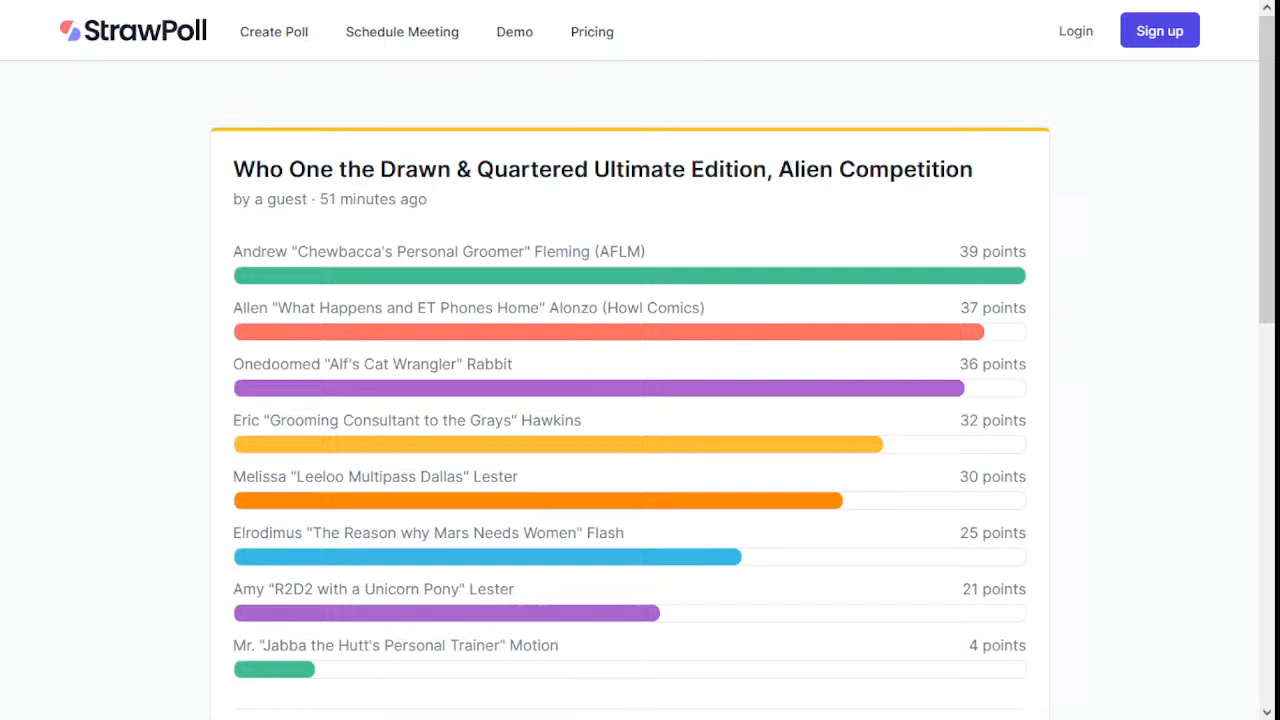 StrawPoll Create Poll Schedule Meeting Demo Pricing Login Sign up
Who One the Drawn & Quartered Ultimate Edition, Alien Competition
by a guest · 51 minutes ago
Andrew "Chewbacca's Personal Groomer" Fleming (AFLM) 39 points
Allen "What Happens and ET Phones Home" Alonzo (Howl Comics) 37 points
Onedoomed "Alf's Cat Wrangler" Rabbit 36 points
Eric "Grooming Consultant to the Grays" Hawkins 32 points
Melissa "Leeloo Multipass Dallas" Lester 30 points
Elrodimus "The Reason why Mars Needs Women" Flash 25 points
Amy "R2D2 with a Unicorn Pony" Lester 21 points
Mr. "Jabba the Hutt's Personal Trainer" Motion 4 points